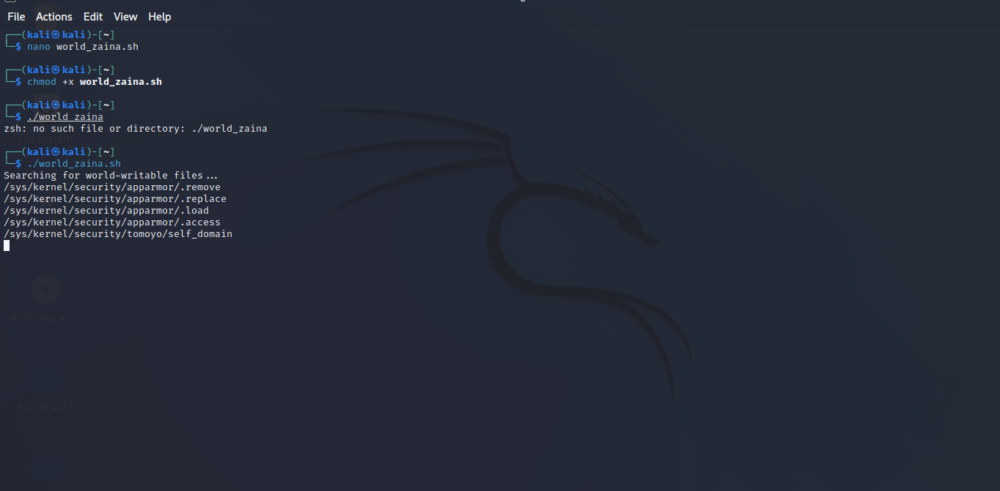 File Actions Edit View Help
┌──(kali㉿kali)-[~]
└─$ nano world_zaina.sh
┌──(kali㉿kali)-[~]
└─$ chmod +x world_zaina.sh
┌──(kali㉿kali)-[~]
└─$ ./world_zaina
zsh: no such file or directory: ./world_zaina
File System
┌──(kali㉿kali)-[~]
└─$ ./world_zaina.sh
Searching for world-writable files...
/sys/kernel/security/apparmor/.remove
/sys/kernel/security/apparmor/.replace
/sys/kernel/security/apparmor/.load
/sys/kernel/security/apparmor/.access
/sys/kernel/security/tomoyo/self_domain
Kali Linux a...
443305667